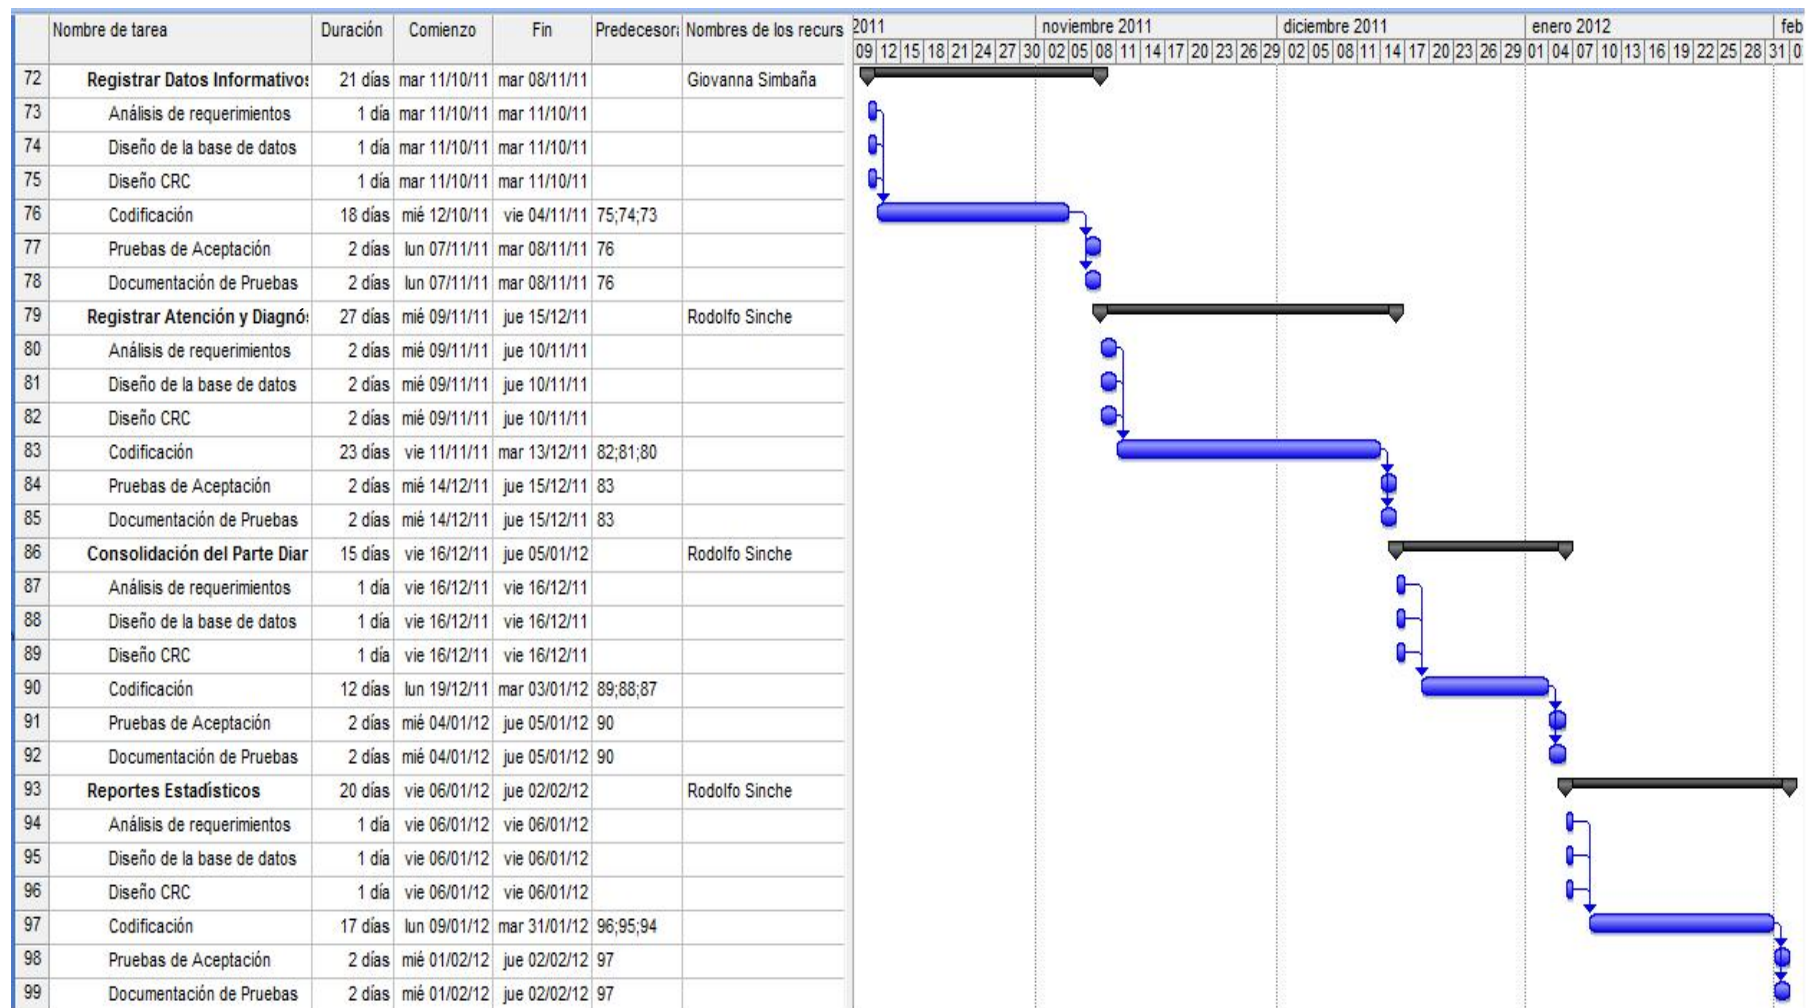 Nombre de tarea Duración Comienzo Fin Predecesor Nombres de los recurs 2011 noviembre 2011 diciembre 2011 enero 2012 feb
09 12 15 18 21 24 27 30 02 05 08 11 14 17 20 23 26 29 02 05 08 11 14 17 20 23 26 29 01 04 07 10 13 16 19 22 25 28 31 0
72 Registrar Datos Informativos 21 días mar 11/10/11 mar 08/11/11 Giovanna Simbaña
73 Análisis de requerimientos 1 día mar 11/10/11 mar 11/10/11
74 Diseño de la base de datos 1 día mar 11/10/11 mar 11/10/11
75 Diseño CRC 1 día mar 11/10/11 mar 11/10/11
76 Codificación 18 días mié 12/10/11 vie 04/11/11 75;74;73
77 Pruebas de Aceptación 2 días lun 07/11/11 mar 08/11/11 76
78 Documentación de Pruebas 2 días lun 07/11/11 mar 08/11/11 76
79 Registrar Atención y Diagnó 27 días mié 09/11/11 jue 15/12/11 Rodolfo Sinche
80 Análisis de requerimientos 2 días mié 09/11/11 jue 10/11/11
81 Diseño de la base de datos 2 días mié 09/11/11 jue 10/11/11
82 Diseño CRC 2 días mié 09/11/11 jue 10/11/11
83 Codificación 23 días vie 11/11/11 mar 13/12/11 82;81;80
84 Pruebas de Aceptación 2 días mié 14/12/11 jue 15/12/11 83
85 Documentación de Pruebas 2 días mié 14/12/11 jue 15/12/11 83
86 Consolidación del Parte Diar 15 días vie 16/12/11 jue 05/01/12 Rodolfo Sinche
87 Análisis de requerimientos 1 día vie 16/12/11 vie 16/12/11
88 Diseño de la base de datos 1 día vie 16/12/11 vie 16/12/11
89 Diseño CRC 1 día vie 16/12/11 vie 16/12/11
90 Codificación 12 días lun 19/12/11 mar 03/01/12 89;88;87
91 Pruebas de Aceptación 2 días mié 04/01/12 jue 05/01/12 90
92 Documentación de Pruebas 2 días mié 04/01/12 jue 05/01/12 90
93 Reportes Estadísticos 20 días vie 06/01/12 jue 02/02/12 Rodolfo Sinche
94 Análisis de requerimientos 1 día vie 06/01/12 vie 06/01/12
95 Diseño de la base de datos 1 día vie 06/01/12 vie 06/01/12
96 Diseño CRC 1 día vie 06/01/12 vie 06/01/12
97 Codificación 17 días lun 09/01/12 mar 31/01/12 96;95;94
98 Pruebas de Aceptación 2 días mié 01/02/12 jue 02/02/12 97
99 Documentación de Pruebas 2 días mié 01/02/12 jue 02/02/12 97